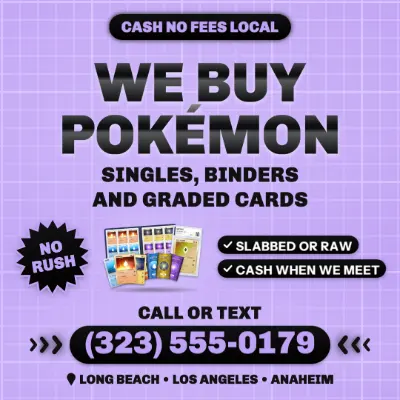 CASH NO FEES LOCAL
WE BUY
POKÉMON
SINGLES, BINDERS
AND GRADED CARDS
NO
RUSH
✓ SLABBED OR RAW
✓ CASH WHEN WE MEET
CALL OR TEXT
››› (323) 555-0179 ‹‹‹
LONG BEACH • LOS ANGELES • ANAHEIM